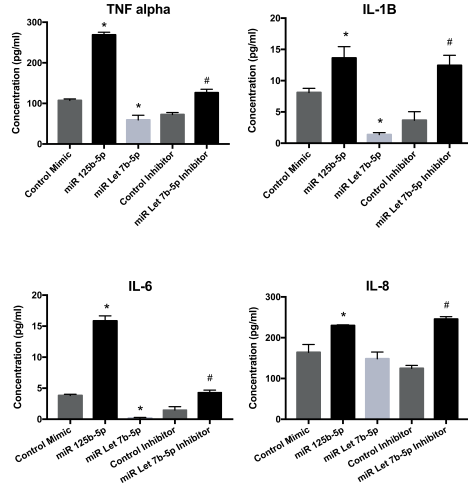 TNF alpha
Concentration (pg/ml)
300
200
100
0
*
*
#
Control Mimic
miR 125b-5p
miR Let 7b-5p
Control Inhibitor
miR Let 7b-5p Inhibitor
IL-1B
Concentration (pg/ml)
20
15
10
5
0
*
*
#
Control Mimic
miR 125b-5p
miR Let 7b-5p
Control Inhibitor
miR Let 7b-5p Inhibitor
IL-6
Concentration (pg/ml)
20
15
10
5
0
*
*
#
Control Mimic
miR 125b-5p
miR Let 7b-5p
Control Inhibitor
miR Let 7b-5p Inhibitor
IL-8
Concentration (pg/ml)
300
200
100
0
*
#
Control Mimic
miR 125b-5p
miR Let 7b-5p
Control Inhibitor
miR Let 7b-5p Inhibitor